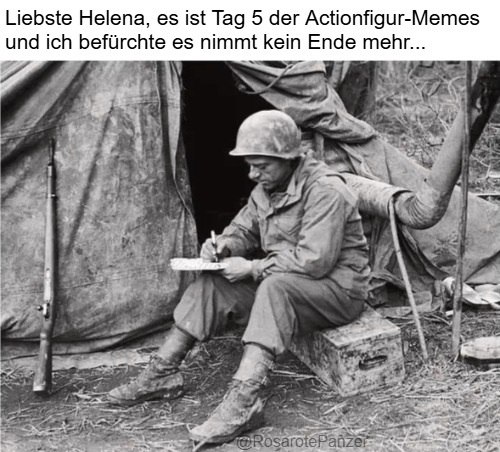 Liebste Helena, es ist Tag 5 der Actionfigur-Memes
und ich befürchte es nimmt kein Ende mehr...
@RosarotePanzer